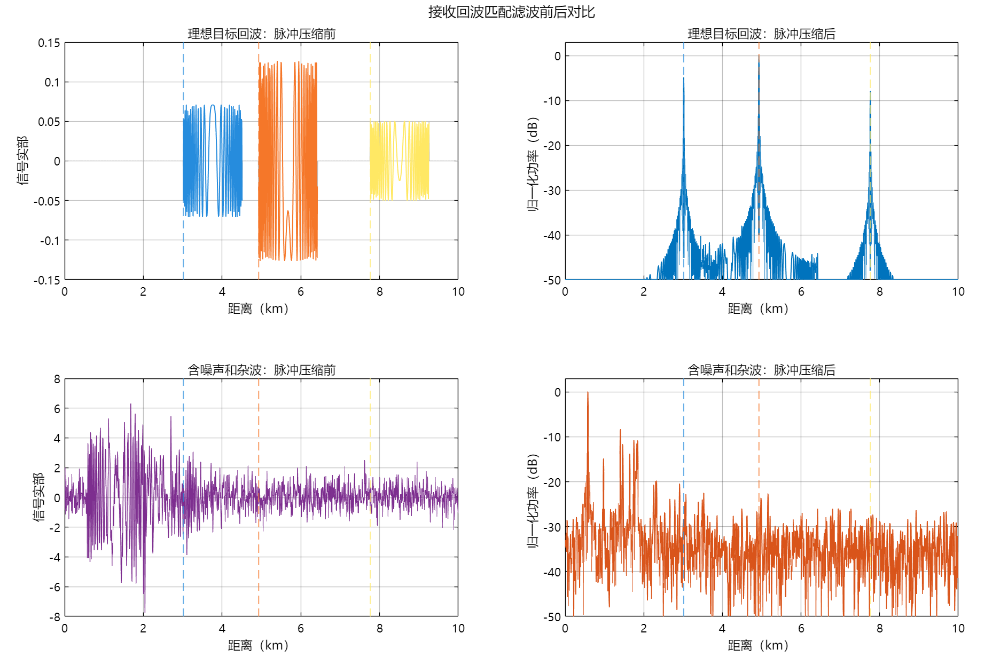 接收回波匹配滤波前后对比
理想目标回波：脉冲压缩前
信号实部
0.15
0.1
0.05
0
-0.05
-0.1
-0.15
0 2 4 6 8 10
距离（km）
理想目标回波：脉冲压缩后
归一化功率（dB）
0
-10
-20
-30
-40
-50
0 2 4 6 8 10
距离（km）
含噪声和杂波：脉冲压缩前
信号实部
8
6
4
2
0
-2
-4
-6
-8
0 2 4 6 8 10
距离（km）
含噪声和杂波：脉冲压缩后
归一化功率（dB）
0
-10
-20
-30
-40
-50
0 2 4 6 8 10
距离（km）